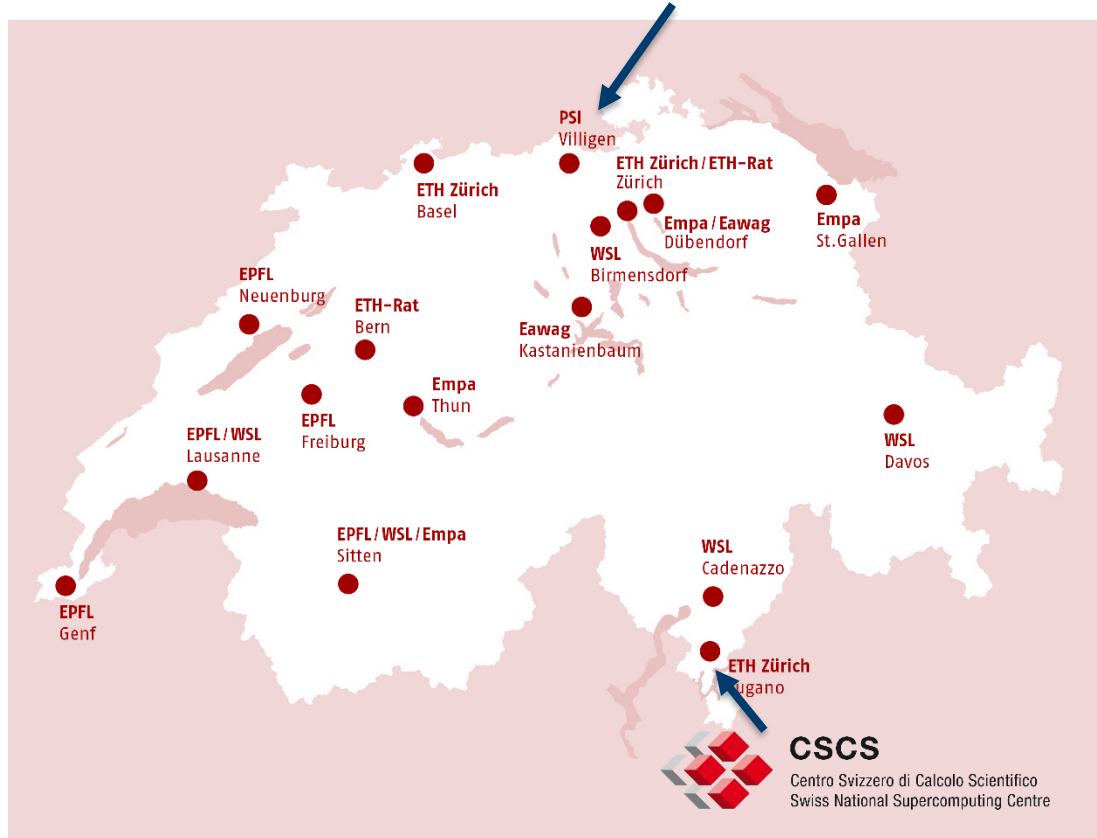 PSI
Villigen
ETH Zürich / ETH-Rat
Zürich
ETH Zürich
Basel
Empa / Eawag
Dübendorf
Empa
St.Gallen
WSL
Birmensdorf
EPFL
Neuenburg
ETH-Rat
Bern
Eawag
Kastanienbaum
Empa
Thun
EPFL
Freiburg
EPFL / WSL
Lausanne
WSL
Davos
EPFL / WSL / Empa
Sitten
WSL
Cadenazzo
EPFL
Genf
ETH Zürich
ugano
CSCS
Centro Svizzero di Calcolo Scientifico
Swiss National Supercomputing Centre